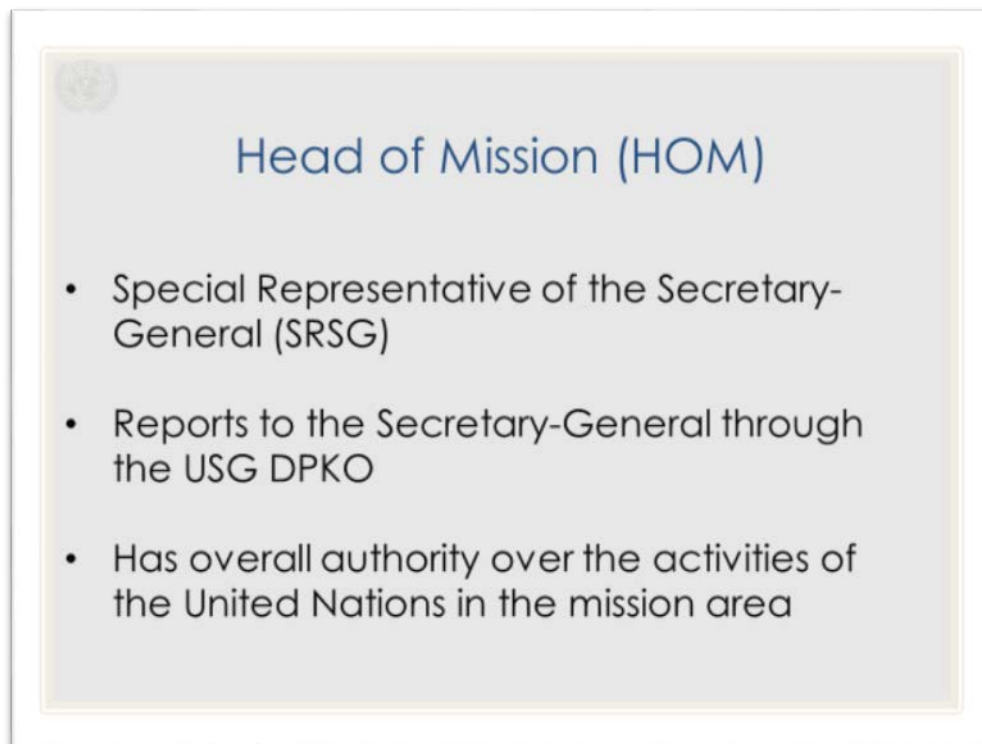 Head of Mission (HOM)
• Special Representative of the Secretary-
General (SRSG)
• Reports to the Secretary-General through
the USG DPKO
• Has overall authority over the activities of
the United Nations in the mission area